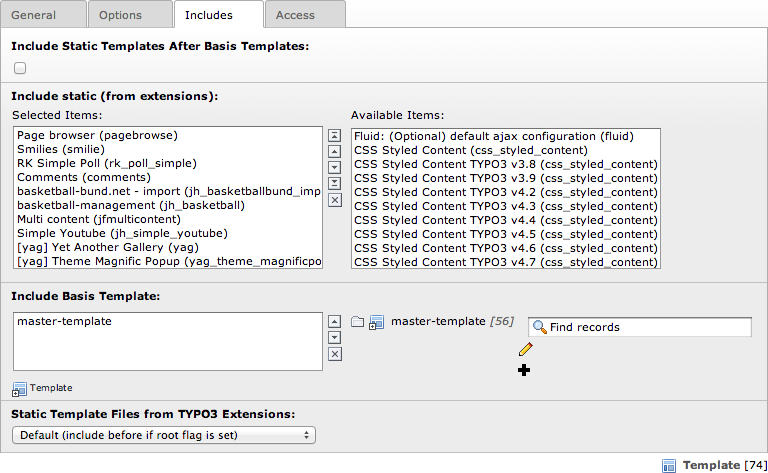 General
Options
Includes
Access
Include Static Templates After Basis Templates:
Include static (from extensions):
Selected Items:
Page browser (pagebrowse)
Smilies (smilie)
RK Simple Poll (rk_poll_simple)
Comments (comments)
basketball-bund.net - import (jh_basketballbund_imp
basketball-management (jh_basketball)
Multi content (jfmulticontent)
Simple Youtube (jh_simple_youtube)
[yag] Yet Another Gallery (yag)
[yag] Theme Magnific Popup (yag_theme_magnificpo
Available Items:
Fluid: (Optional) default ajax configuration (fluid)
CSS Styled Content (css_styled_content)
CSS Styled Content TYPO3 v3.8 (css_styled_content)
CSS Styled Content TYPO3 v3.9 (css_styled_content)
CSS Styled Content TYPO3 v4.2 (css_styled_content)
CSS Styled Content TYPO3 v4.3 (css_styled_content)
CSS Styled Content TYPO3 v4.4 (css_styled_content)
CSS Styled Content TYPO3 v4.5 (css_styled_content)
CSS Styled Content TYPO3 v4.6 (css_styled_content)
CSS Styled Content TYPO3 v4.7 (css_styled_content)
Include Basis Template:
master-template
master-template [56]
Find records
Template
Static Template Files from TYPO3 Extensions:
Default (include before if root flag is set)
Template [74]